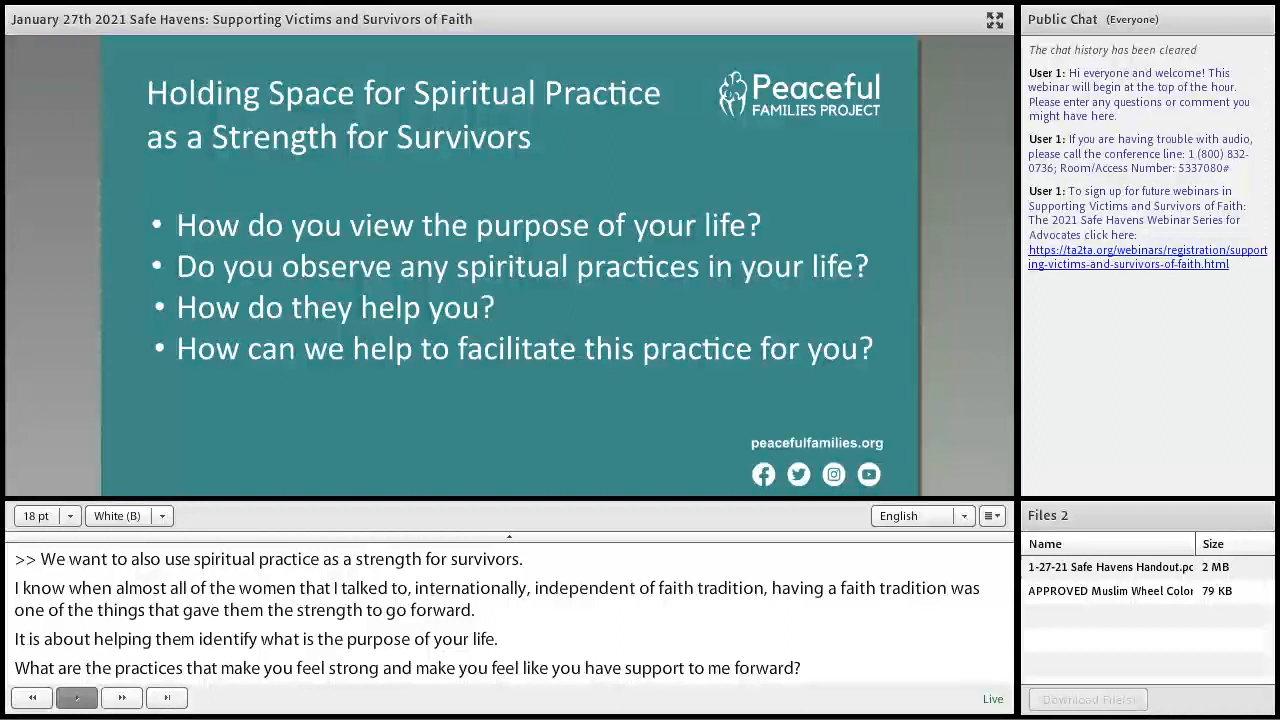 January 27th 2021 Safe Havens: Supporting Victims and Survivors of Faith
Holding Space for Spiritual Practice
as a Strength for Survivors
Peaceful
FAMILIES PROJECT
• How do you view the purpose of your life?
• Do you observe any spiritual practices in your life?
• How do they help you?
• How can we help to facilitate this practice for you?
peacefulfamilies.org
18 pt
White (B)
English
>> We want to also use spiritual practice as a strength for survivors.
I know when almost all of the women that I talked to, internationally, independent of faith tradition, having a faith tradition was
one of the things that gave them the strength to go forward.
It is about helping them identify what is the purpose of your life.
What are the practices that make you feel strong and make you feel like you have support to me forward?
Live
Public Chat (Everyone)
The chat history has been cleared
User 1: Hi everyone and welcome! This
webinar will begin at the top of the hour.
Please enter any questions or comment you
might have here.
User 1: If you are having trouble with audio,
please call the conference line: 1 (800) 832-
0736; Room/Access Number: 5337080#
User 1: To sign up for future webinars in
Supporting Victims and Survivors of Faith:
The 2021 Safe Havens Webinar Series for
Advocates click here:
https://ta2ta.org/webinars/registration/support
ing-victims-and-survivors-of-faith.html
Files 2
Name Size
1-27-21 Safe Havens Handout.pc 2 MB
APPROVED Muslim Wheel Color 79 KB
Download File(s)